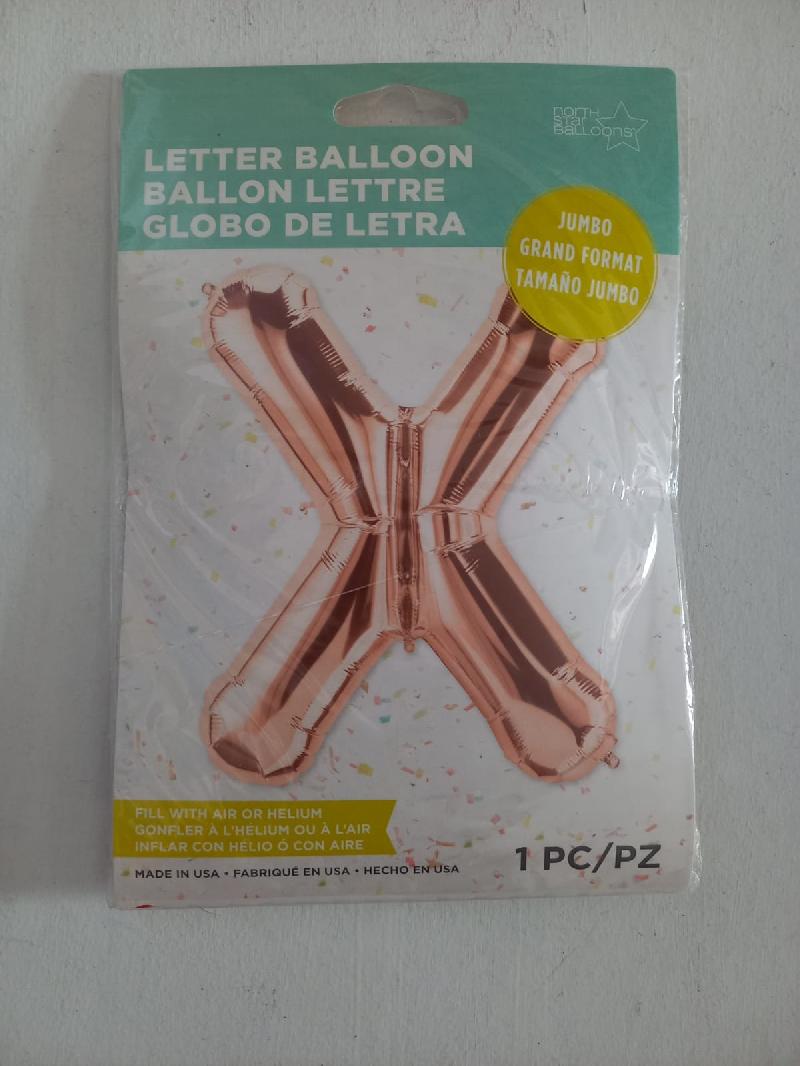 north
star
balloons
LETTER BALLOON
BALLON LETTRE
GLOBO DE LETRA
JUMBO
GRAND FORMAT
TAMAÑO JUMBO
FILL WITH AIR OR HELIUM
GONFLER À L'HÉLIUM OU À L'AIR
INFLAR CON HÉLIO Ó CON AIRE
MADE IN USA • FABRIQUÉ EN USA • HECHO EN USA
1 PC/PZ